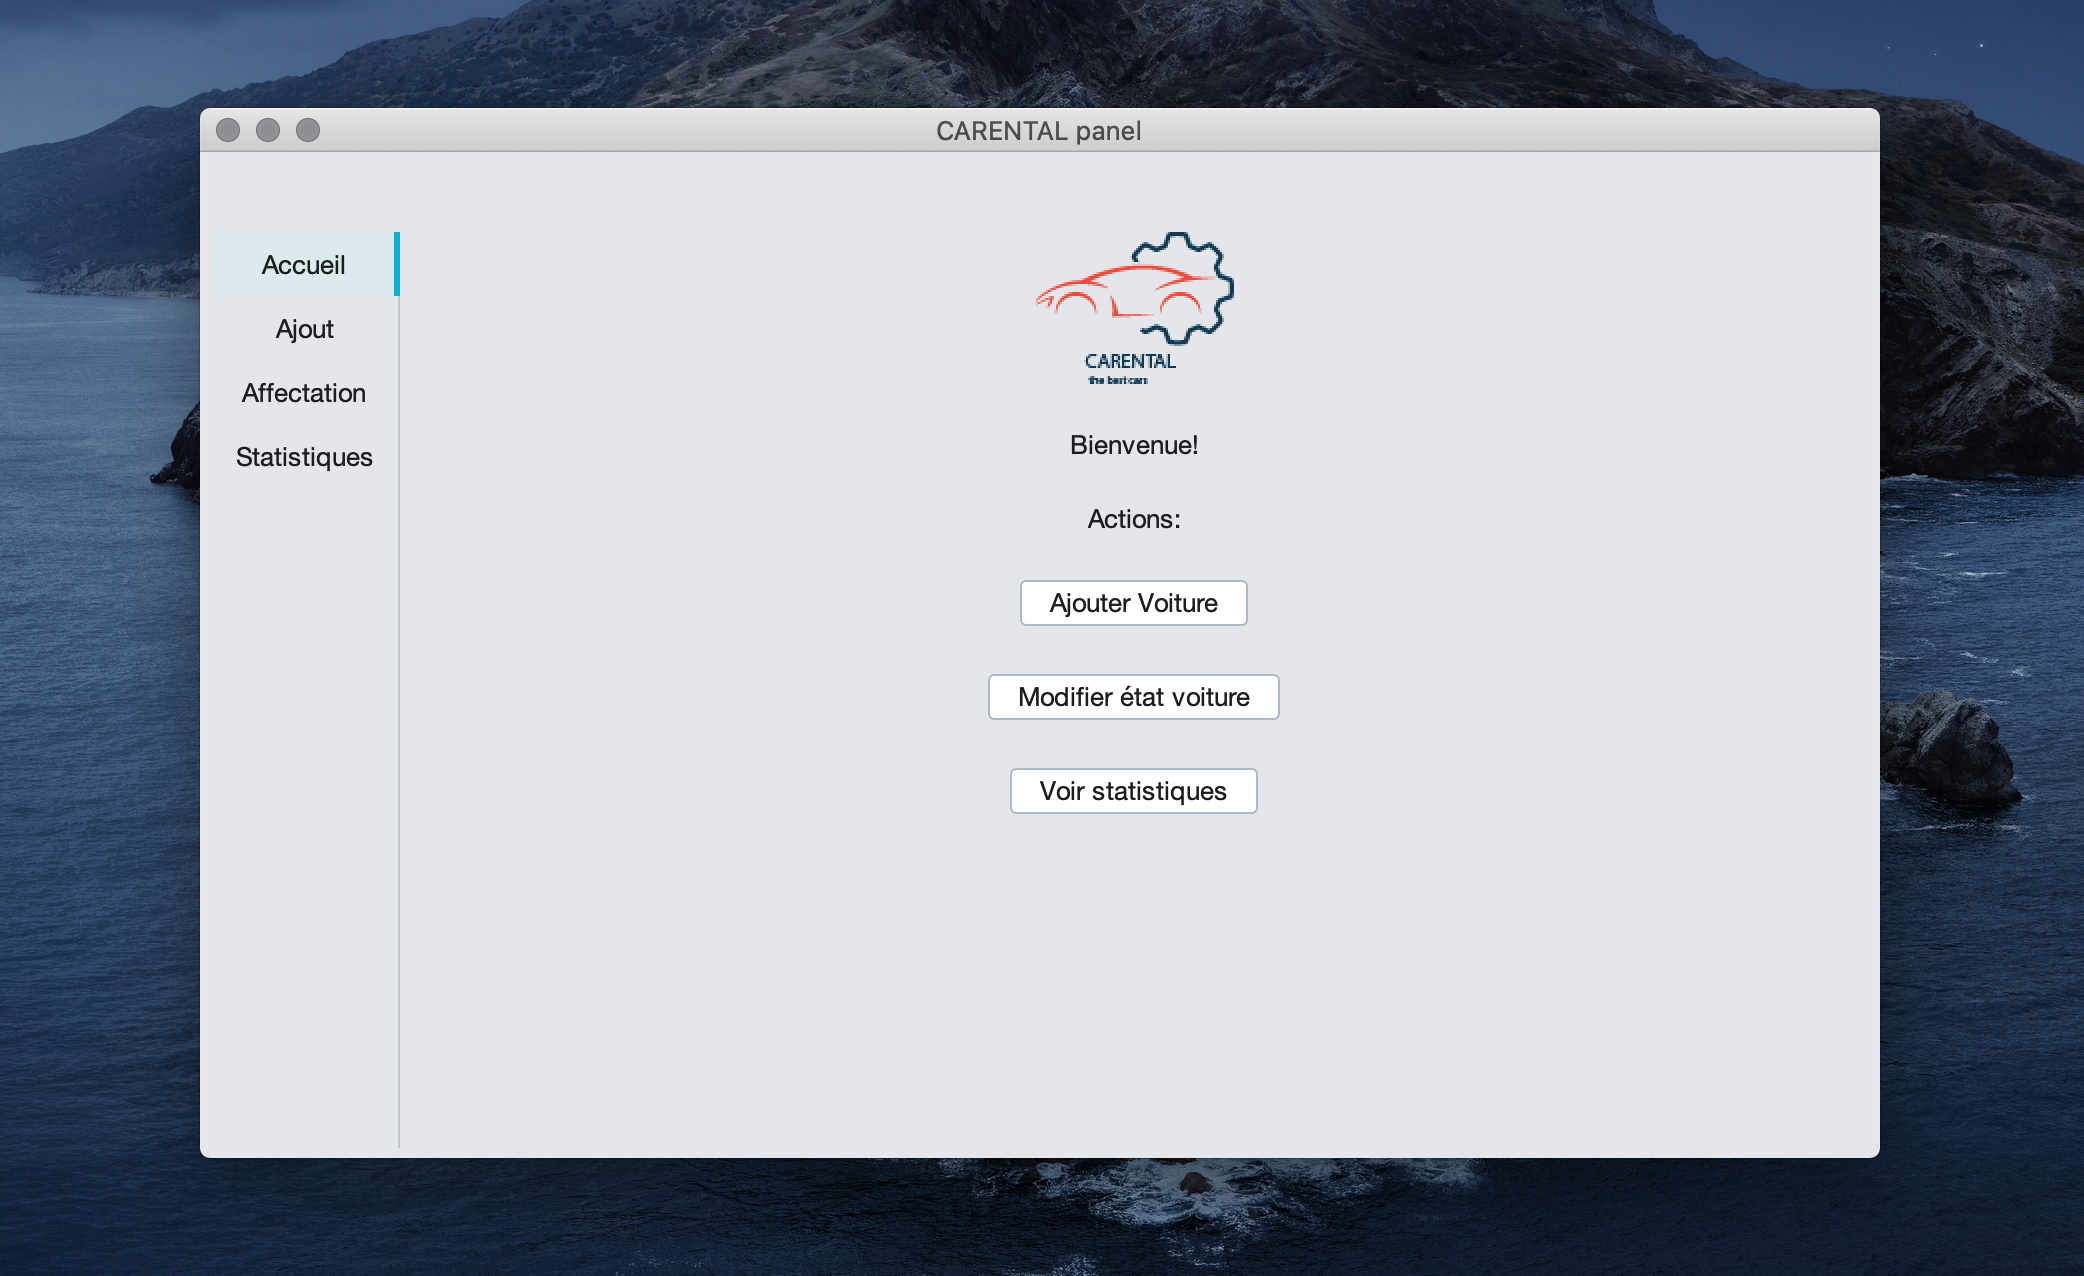 CARENTAL panel
Accueil
Ajout
Affectation
Statistiques
CARENTAL
the best cars
Bienvenue!
Actions:
Ajouter Voiture
Modifier état voiture
Voir statistiques